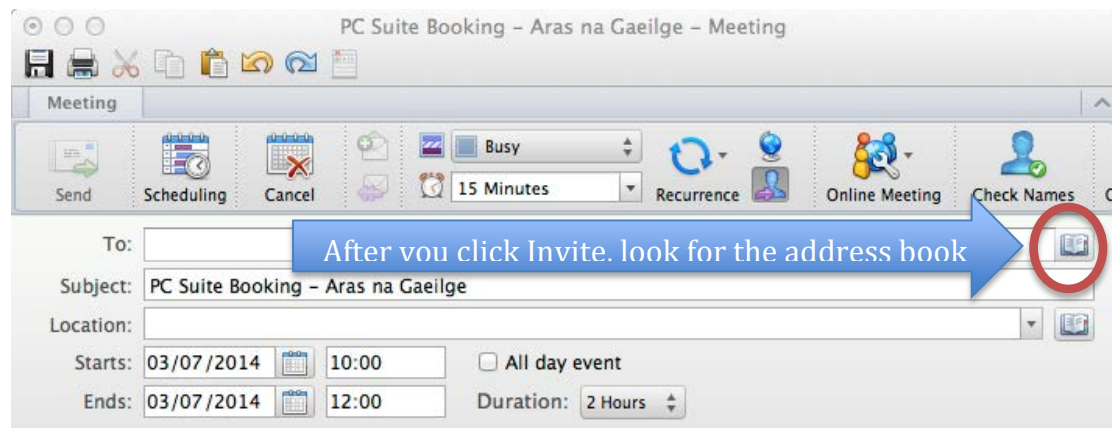 PC Suite Booking – Aras na Gaeilge – Meeting
Meeting
Busy
15 Minutes
Send
Scheduling
Cancel
Recurrence
Online Meeting
Check Names
After you click Invite, look for the address book
To:
Subject: PC Suite Booking – Aras na Gaeilge
Location:
Starts: 03/07/2014 10:00 All day event
Ends: 03/07/2014 12:00 Duration: 2 Hours